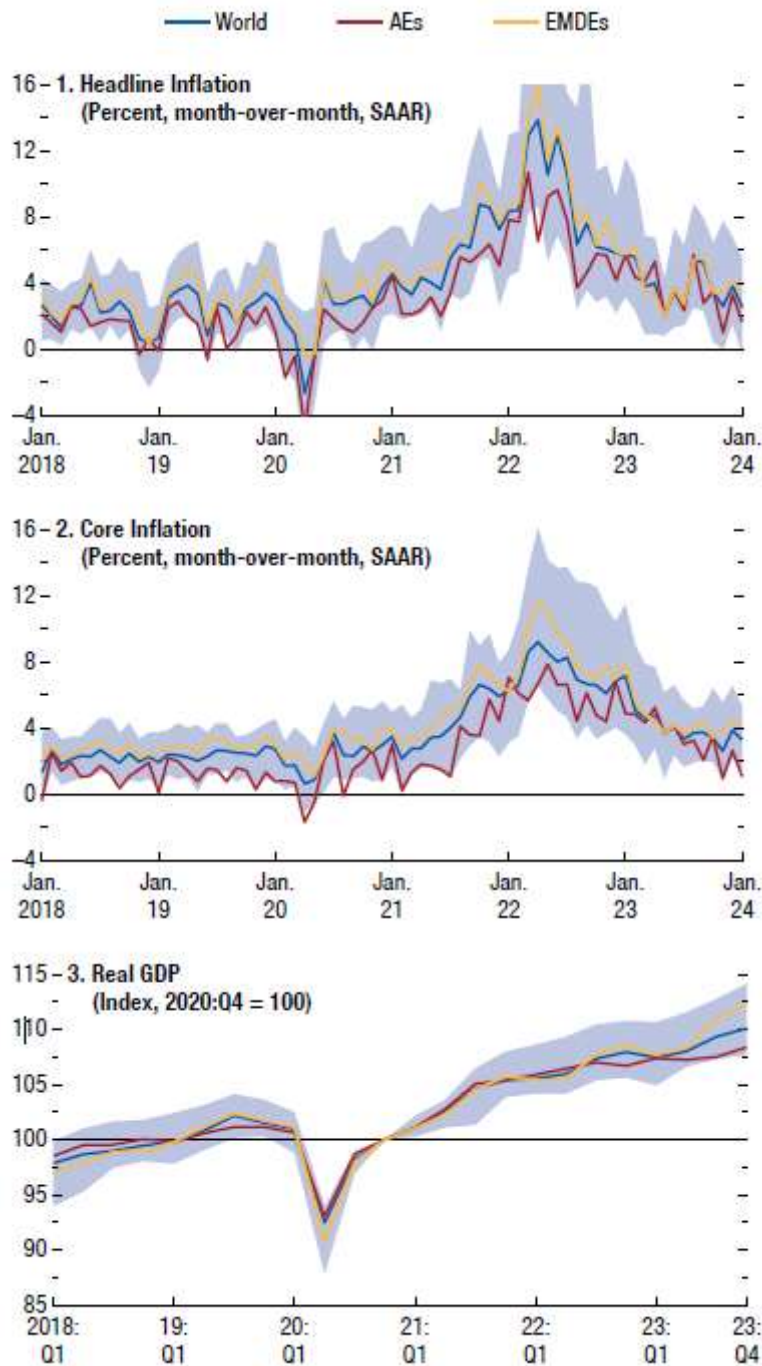 World AEs EMDEs
16 – 1. Headline Inflation
(Percent, month-over-month, SAAR)
12
8
4
0
–4
Jan. Jan. Jan. Jan. Jan. Jan. Jan.
2018 19 20 21 22 23 24
16 – 2. Core Inflation
(Percent, month-over-month, SAAR)
12
8
4
0
–4
Jan. Jan. Jan. Jan. Jan. Jan. Jan.
2018 19 20 21 22 23 24
115 – 3. Real GDP
(Index, 2020:Q4 = 100)
110
105
100
95
90
85
2018: 19: 20: 21: 22: 23: 23:
Q1 Q1 Q1 Q1 Q1 Q1 Q4